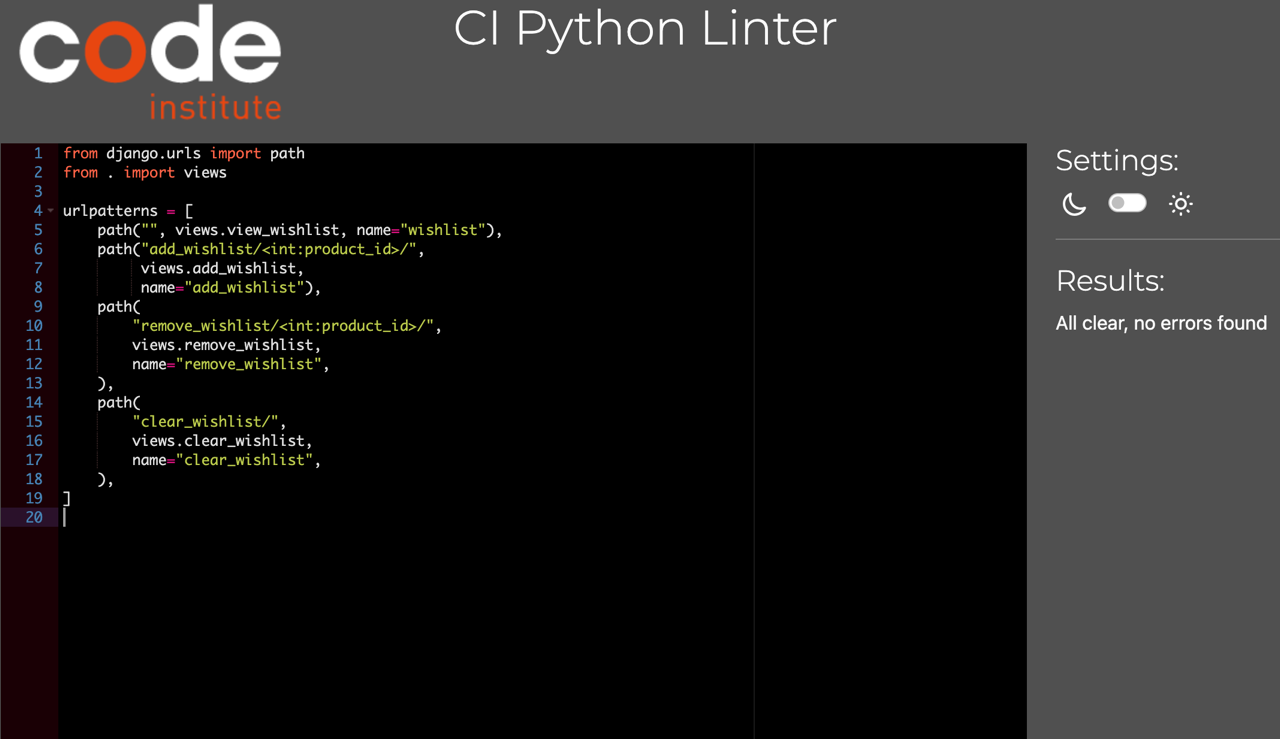 code
institute
CI Python Linter
1 from django.urls import path
2 from . import views
3
4 urlpatterns = [
5     path("", views.view_wishlist, name="wishlist"),
6     path("add_wishlist/<int:product_id>/",
7          views.add_wishlist,
8          name="add_wishlist"),
9     path(
10         "remove_wishlist/<int:product_id>/",
11         views.remove_wishlist,
12         name="remove_wishlist",
13     ),
14     path(
15         "clear_wishlist/",
16         views.clear_wishlist,
17         name="clear_wishlist",
18     ),
19 ]
20
Settings:
Results:
All clear, no errors found